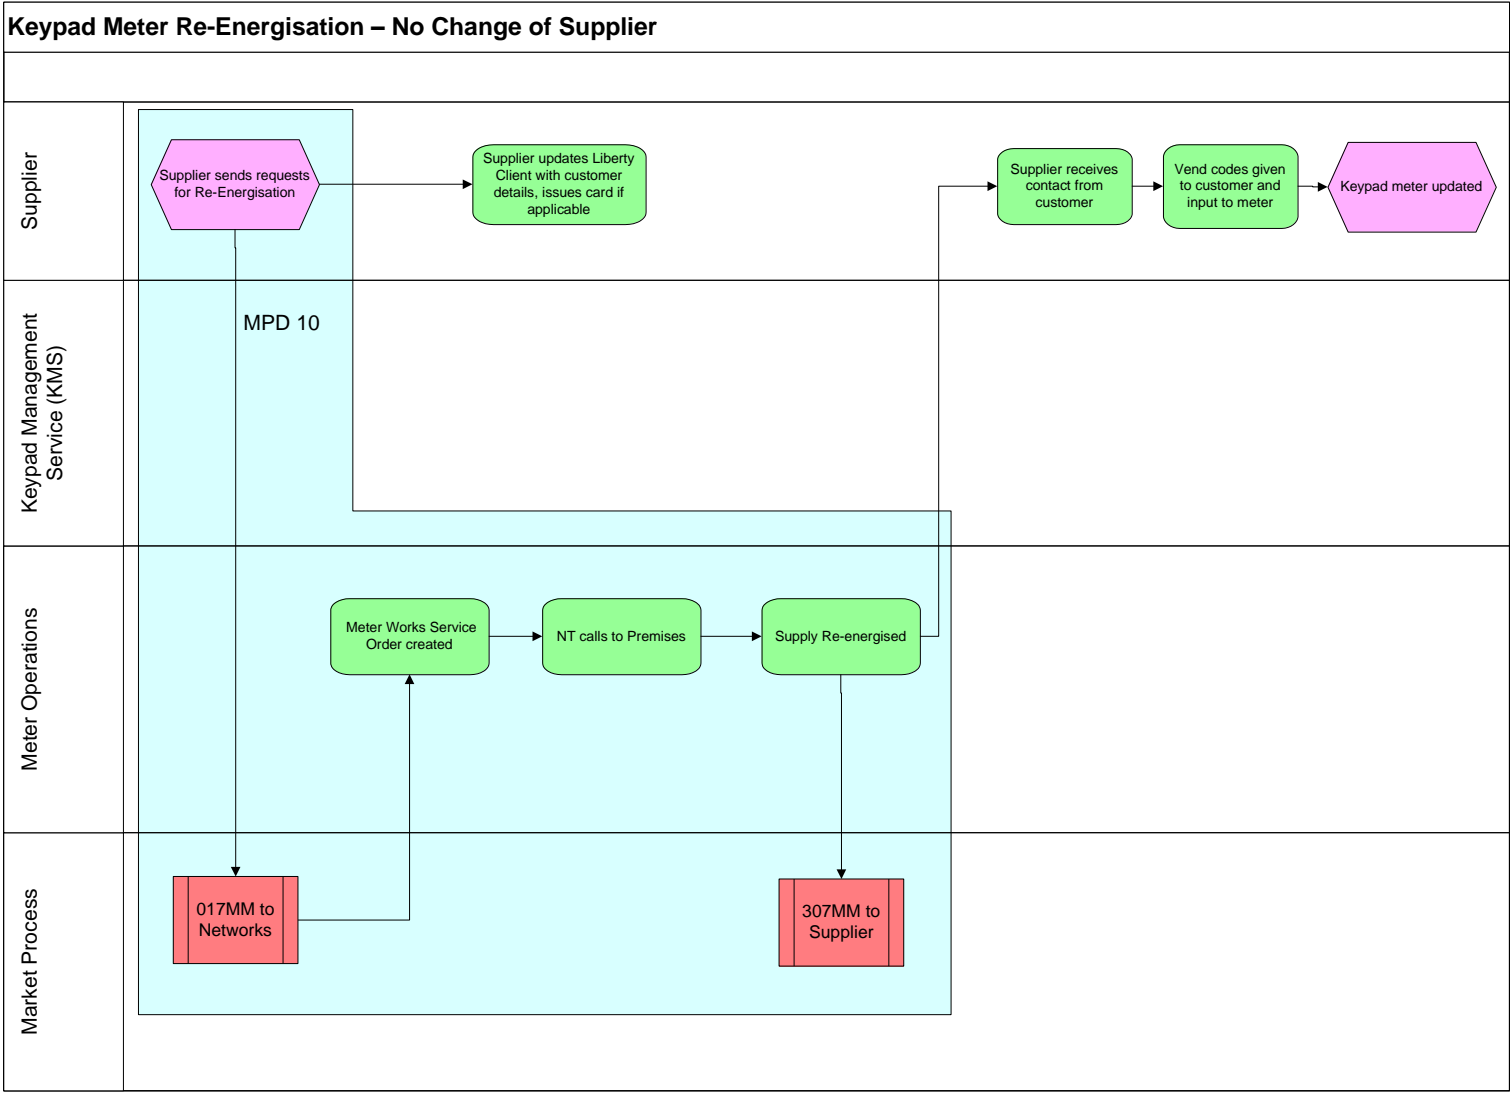 Keypad Meter Re-Energisation – No Change of Supplier
Supplier
Supplier sends requests
for Re-Energisation
Supplier updates Liberty
Client with customer
details, issues card if
applicable
Supplier receives
contact from
customer
Vend codes given
to customer and
input to meter
Keypad meter updated
Keypad Management
Service (KMS)
MPD 10
Meter Operations
Meter Works Service
Order created
NT calls to Premises
Supply Re-energised
Market Process
017MM to
Networks
307MM to
Supplier